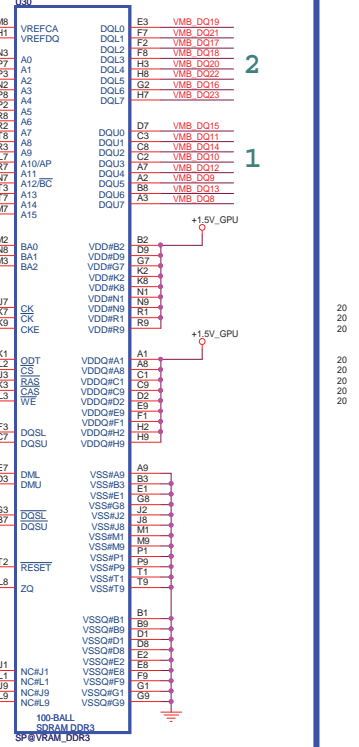 U30
VREFCA
VREFDQ
A0
A1
A2
A3
A4
A5
A6
A7
A8
A9
A10/AP
A11
A12/BC
A13
A14
A15
BA0
BA1
BA2
CK
CK
CKE
ODT
CS
RAS
CAS
WE
DQSL
DQSU
DML
DMU
DQSL
DQSU
RESET
ZQ
NC#J1
NC#L1
NC#J9
NC#L9
DQL0 E3 VMB_DQ19
DQL1 F7 VMB_DQ21
DQL2 F2 VMB_DQ17
DQL3 F8 VMB_DQ18
DQL4 H3 VMB_DQ20
DQL5 H8 VMB_DQ22
DQL6 G2 VMB_DQ16
DQL7 H7 VMB_DQ23
2
DQU0 D7 VMB_DQ15
DQU1 C3 VMB_DQ11
DQU2 C8 VMB_DQ14
DQU3 C2 VMB_DQ10
DQU4 A7 VMB_DQ12
DQU5 A2 VMB_DQ9
DQU6 B8 VMB_DQ13
DQU7 A3 VMB_DQ8
1
+1.5V_GPU
VDD#B2 B2
VDD#D9 D9
VDD#G7 G7
VDD#K2 K2
VDD#K8 K8
VDD#N1 N1
VDD#N9 N9
VDD#R1 R1
VDD#R9 R9
+1.5V_GPU
VDDQ#A1 A1
VDDQ#A8 A8
VDDQ#C1 C1
VDDQ#C9 C9
VDDQ#D2 D2
VDDQ#E9 E9
VDDQ#F1 F1
VDDQ#H2 H2
VDDQ#H9 H9
VSS#A9 A9
VSS#B3 B3
VSS#E1 E1
VSS#G8 G8
VSS#J2 J2
VSS#J8 J8
VSS#M1 M1
VSS#M9 M9
VSS#P1 P1
VSS#P9 P9
VSS#T1 T1
VSS#T9 T9
VSSQ#B1 B1
VSSQ#B9 B9
VSSQ#D1 D1
VSSQ#D8 D8
VSSQ#E2 E2
VSSQ#E8 E8
VSSQ#F9 F9
VSSQ#G1 G1
VSSQ#G9 G9
100-BALL
SDRAM DDR3
SP@VRAM_DDR3
20
20
20
20
20
20
20
20